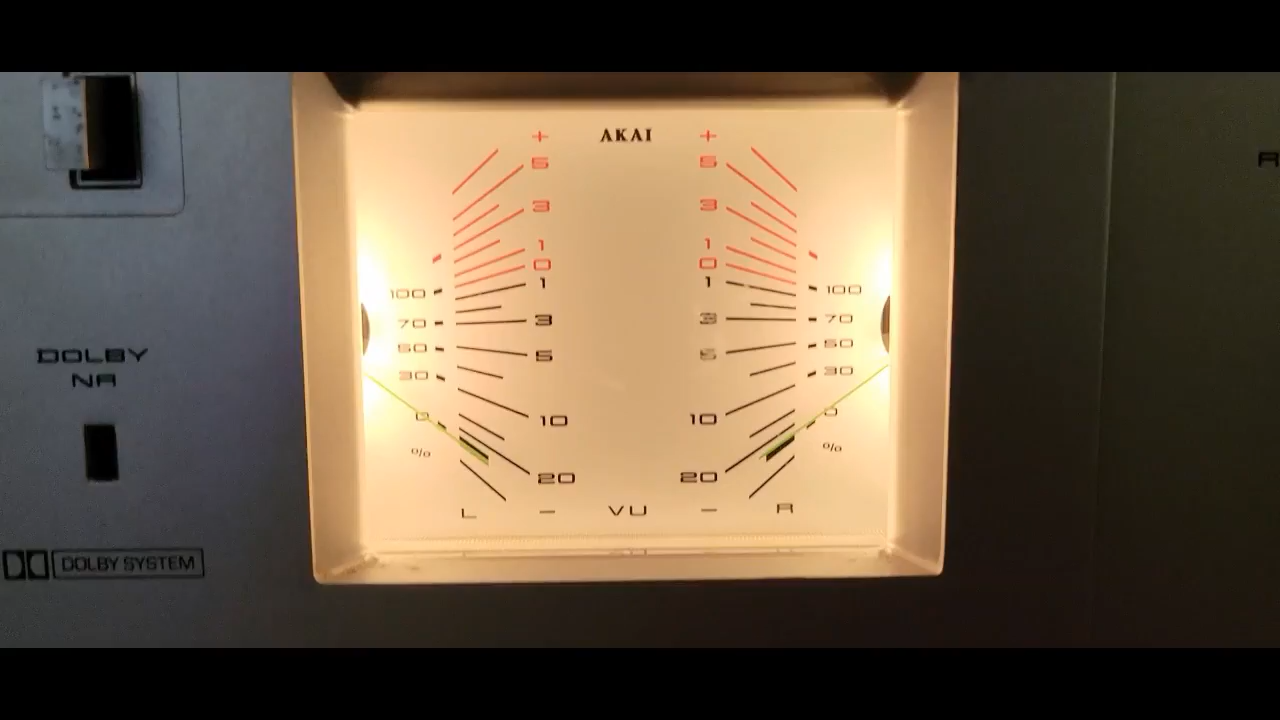 AKAI
+ +
5 5
3 3
1 1
0 0
100 1 1 100
70 3 3 70
50 5 5 50
30 30
0 10 10 0
% %
20 20
L – VU – R
DOLBY
NR
DOLBY SYSTEM